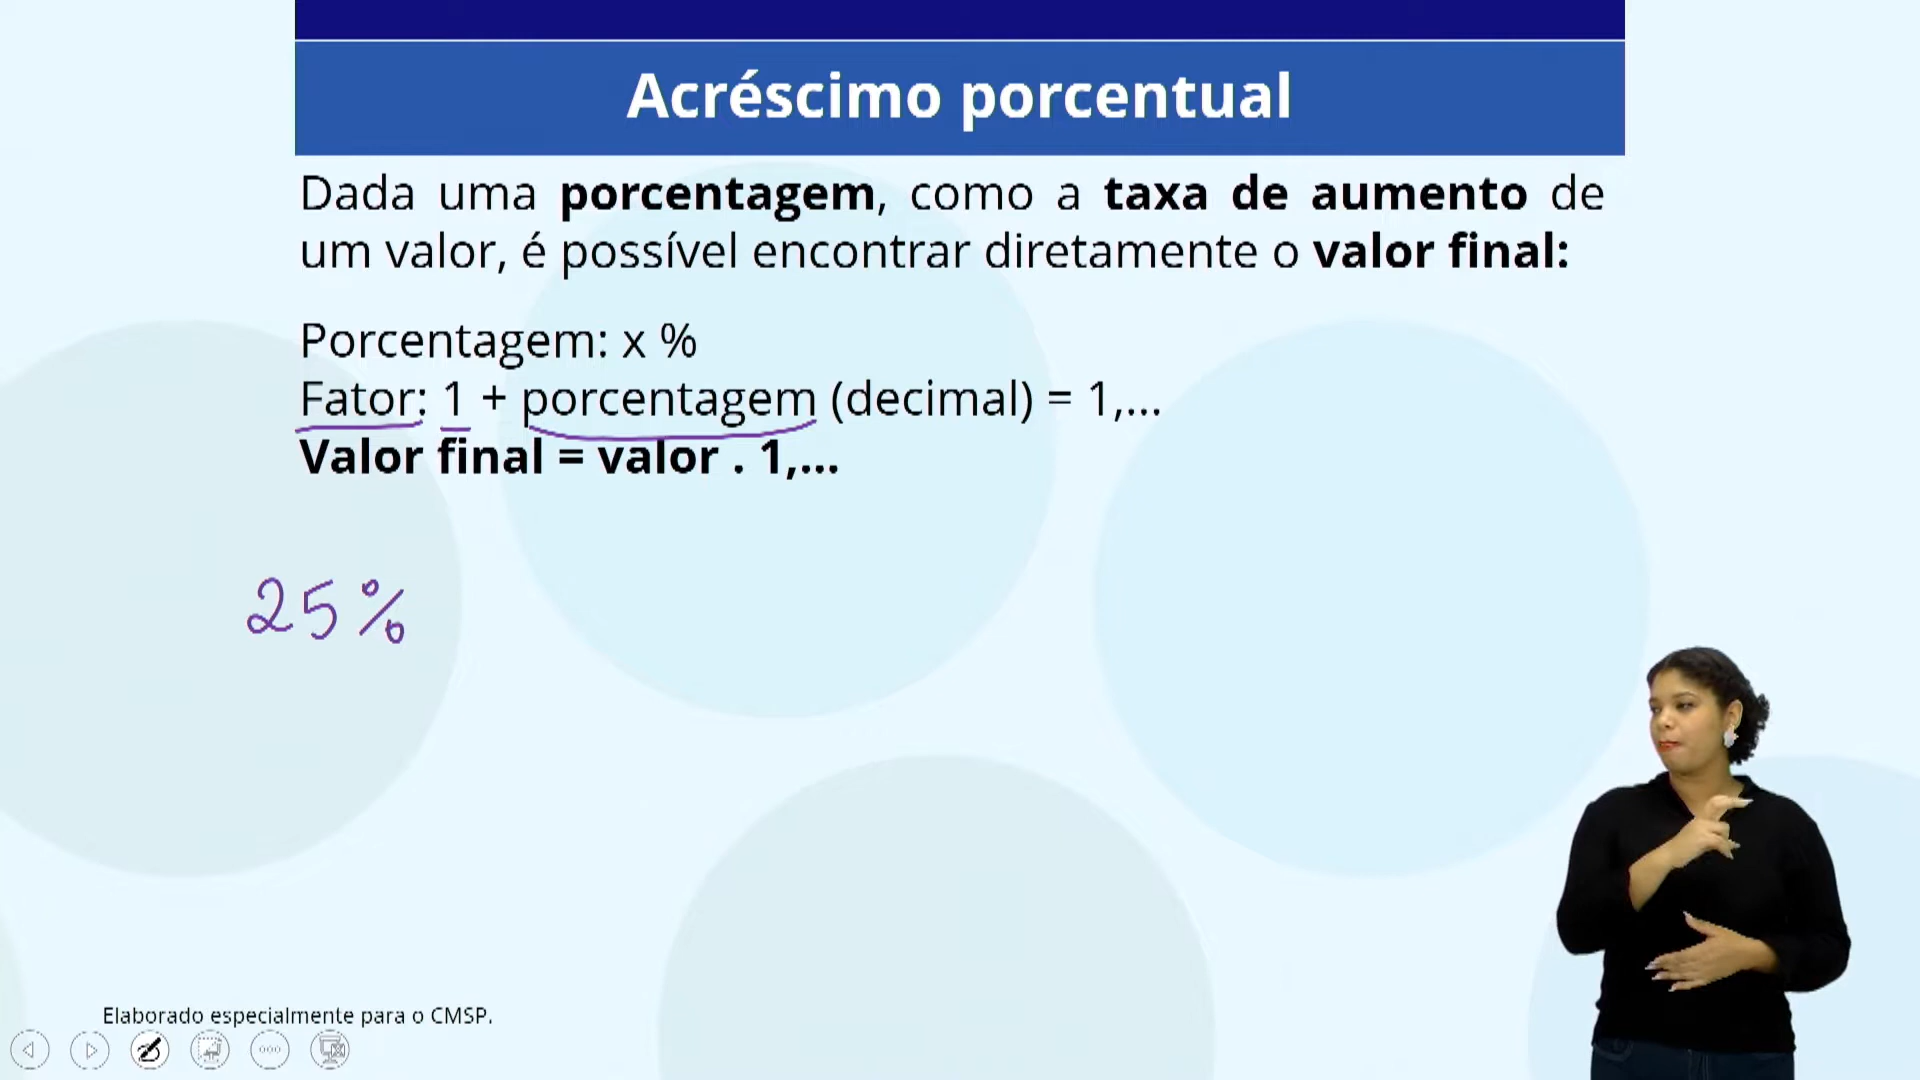 Acréscimo porcentual
Dada uma porcentagem, como a taxa de aumento de
um valor, é possível encontrar diretamente o valor final:
Porcentagem: x %
Fator: 1 + porcentagem (decimal) = 1,...
Valor final = valor . 1,...
25%
Elaborado especialmente para o CMSP.